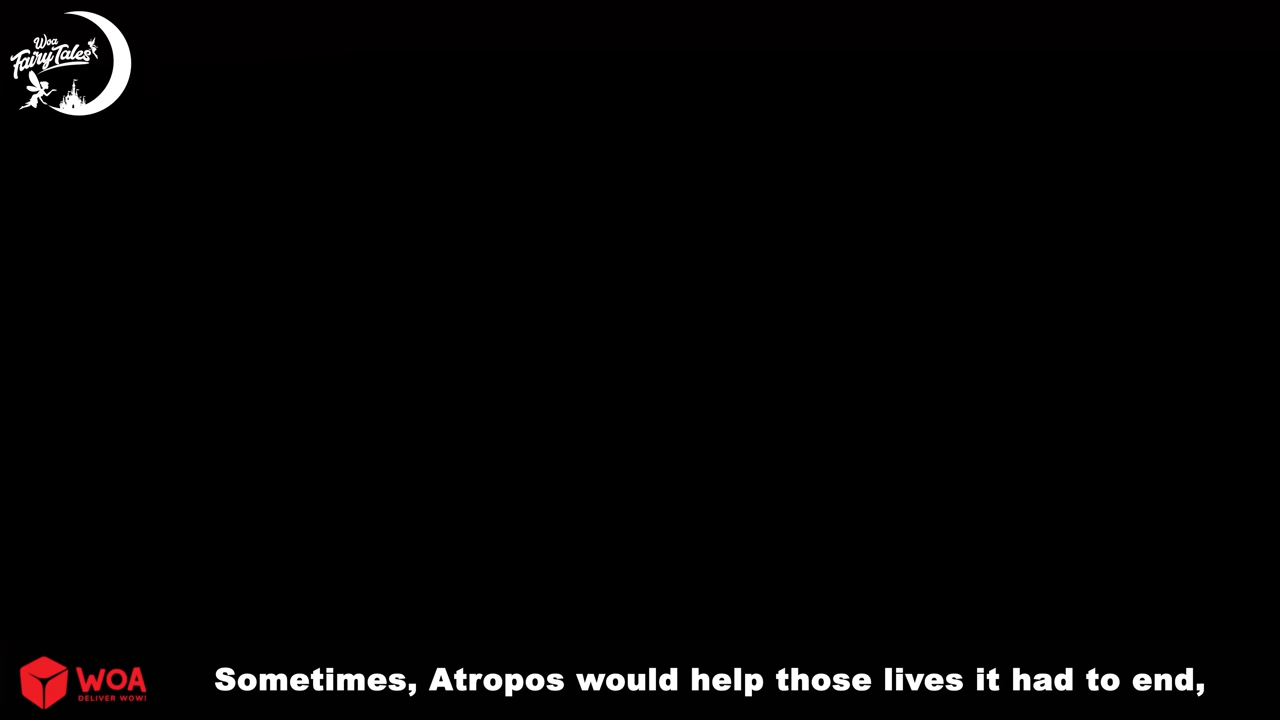 Woa
Fairy Tales
WOA
DELIVER WOW!
Sometimes, Atropos would help those lives it had to end,